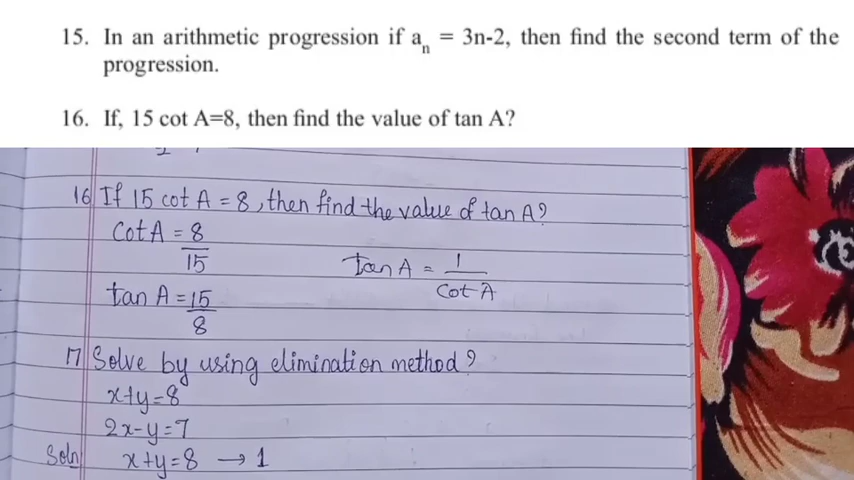 15. In an arithmetic progression if aₙ = 3n-2, then find the second term of the
progression.
16. If, 15 cot A=8, then find the value of tan A?
16 If 15 cot A = 8, then find the value of tan A?
Cot A = 8/15
tan A = 1/Cot A
tan A = 15/8
17 Solve by using elimination method?
x+y=8
2x-y=7
Soln x+y=8 → 1